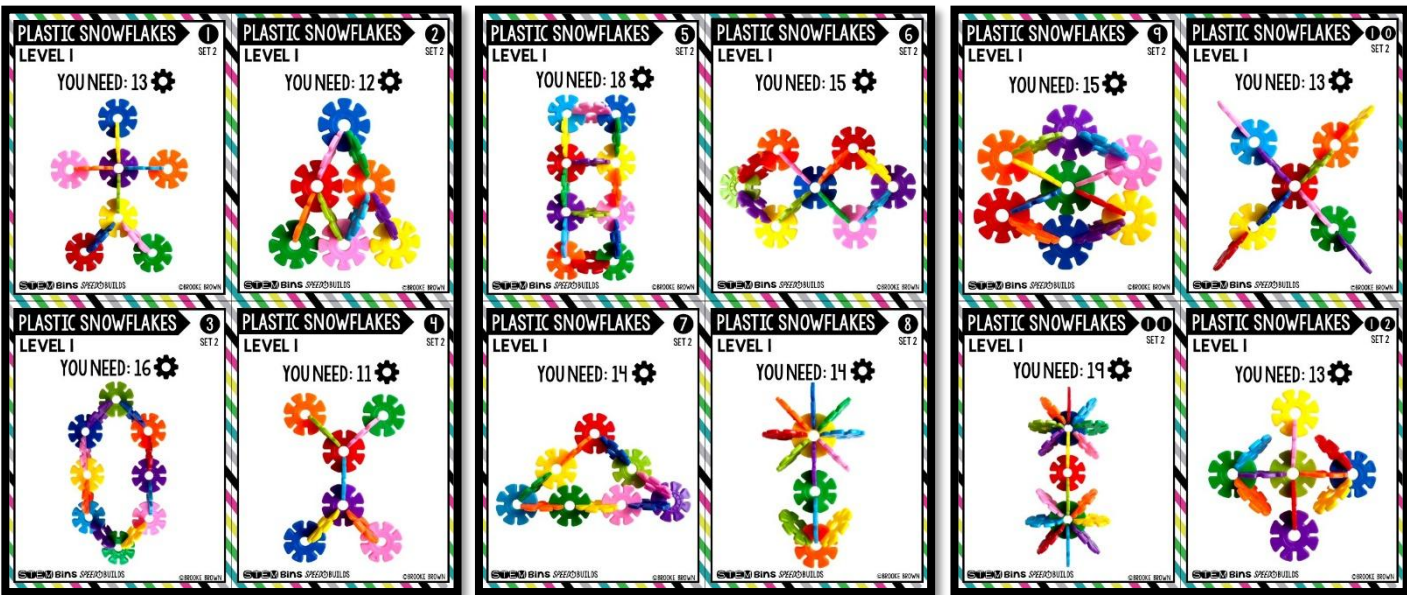 PLASTIC SNOWFLAKES 1
SET 2
LEVEL 1
YOU NEED: 13
STEM Bins SPEED BUILDS ©BROOKE BROWN
PLASTIC SNOWFLAKES 2
SET 2
LEVEL 1
YOU NEED: 12
STEM Bins SPEED BUILDS ©BROOKE BROWN
PLASTIC SNOWFLAKES 3
SET 2
LEVEL 1
YOU NEED: 16
STEM Bins SPEED BUILDS ©BROOKE BROWN
PLASTIC SNOWFLAKES 4
SET 2
LEVEL 1
YOU NEED: 11
STEM Bins SPEED BUILDS ©BROOKE BROWN
PLASTIC SNOWFLAKES 5
SET 2
LEVEL 1
YOU NEED: 18
STEM Bins SPEED BUILDS ©BROOKE BROWN
PLASTIC SNOWFLAKES 6
SET 2
LEVEL 1
YOU NEED: 15
STEM Bins SPEED BUILDS ©BROOKE BROWN
PLASTIC SNOWFLAKES 7
SET 2
LEVEL 1
YOU NEED: 14
STEM Bins SPEED BUILDS ©BROOKE BROWN
PLASTIC SNOWFLAKES 8
SET 2
LEVEL 1
YOU NEED: 14
STEM Bins SPEED BUILDS ©BROOKE BROWN
PLASTIC SNOWFLAKES 9
SET 2
LEVEL 1
YOU NEED: 15
STEM Bins SPEED BUILDS ©BROOKE BROWN
PLASTIC SNOWFLAKES 10
SET 2
LEVEL 1
YOU NEED: 13
STEM Bins SPEED BUILDS ©BROOKE BROWN
PLASTIC SNOWFLAKES 11
SET 2
LEVEL 1
YOU NEED: 19
STEM Bins SPEED BUILDS ©BROOKE BROWN
PLASTIC SNOWFLAKES 12
SET 2
LEVEL 1
YOU NEED: 13
STEM Bins SPEED BUILDS ©BROOKE BROWN